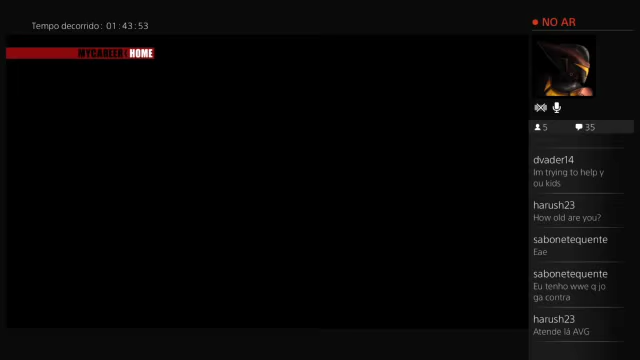 Tempo decorrido: 01:43:53
NO AR
MYCAREER HOME
5
35
dvader14
Im trying to help y
ou kids
harush23
How old are you?
sabonetequente
Eae
sabonetequente
Eu tenho wwe q jo
ga contra
harush23
Atende lá AVG